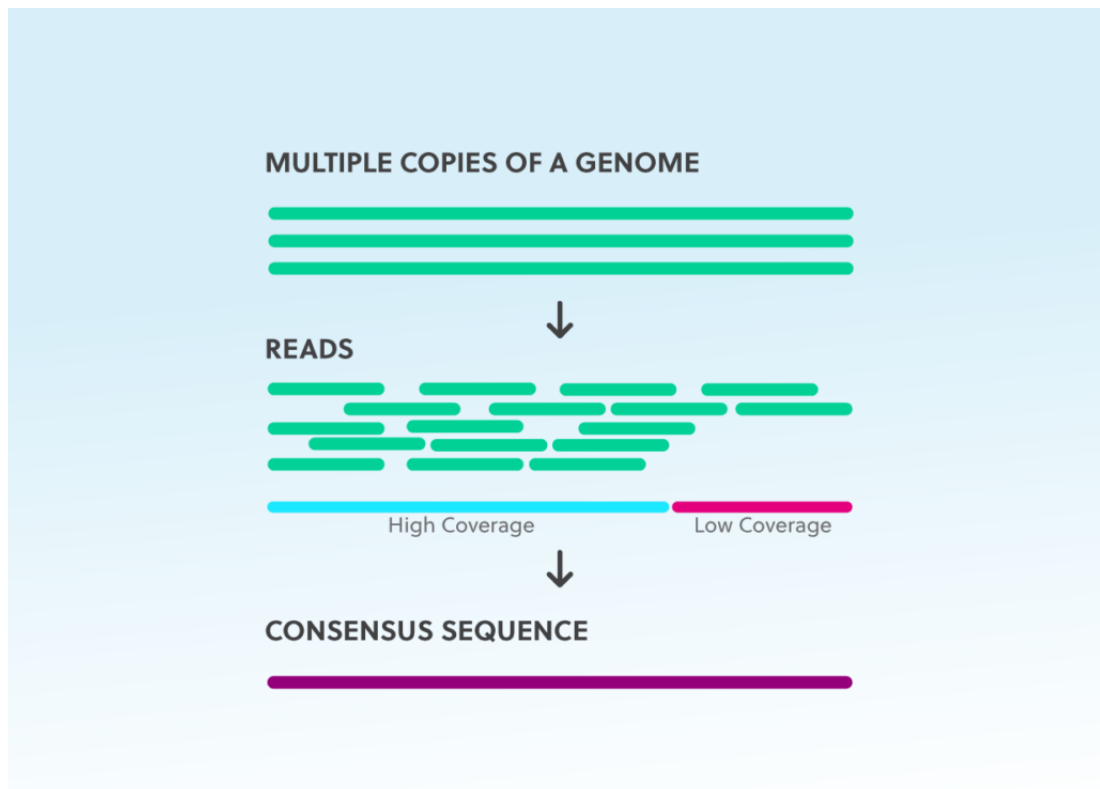 MULTIPLE COPIES OF A GENOME
READS
High Coverage Low Coverage
CONSENSUS SEQUENCE